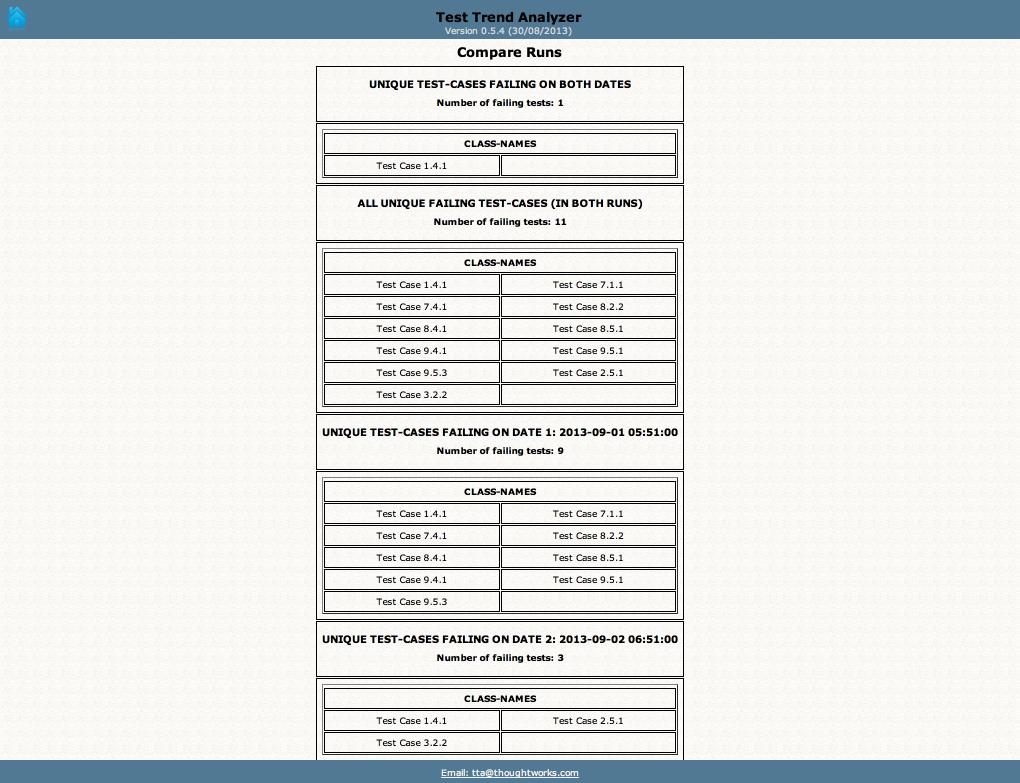 Test Trend Analyzer
Version 0.5.4 (30/08/2013)
Compare Runs
UNIQUE TEST-CASES FAILING ON BOTH DATES
Number of failing tests: 1
CLASS-NAMES
Test Case 1.4.1
ALL UNIQUE FAILING TEST-CASES (IN BOTH RUNS)
Number of failing tests: 11
CLASS-NAMES
Test Case 1.4.1 Test Case 7.1.1
Test Case 7.4.1 Test Case 8.2.2
Test Case 8.4.1 Test Case 8.5.1
Test Case 9.4.1 Test Case 9.5.1
Test Case 9.5.3 Test Case 2.5.1
Test Case 3.2.2
UNIQUE TEST-CASES FAILING ON DATE 1: 2013-09-01 05:51:00
Number of failing tests: 9
CLASS-NAMES
Test Case 1.4.1 Test Case 7.1.1
Test Case 7.4.1 Test Case 8.2.2
Test Case 8.4.1 Test Case 8.5.1
Test Case 9.4.1 Test Case 9.5.1
Test Case 9.5.3
UNIQUE TEST-CASES FAILING ON DATE 2: 2013-09-02 06:51:00
Number of failing tests: 3
CLASS-NAMES
Test Case 1.4.1 Test Case 2.5.1
Test Case 3.2.2
Email: tta@thoughtworks.com